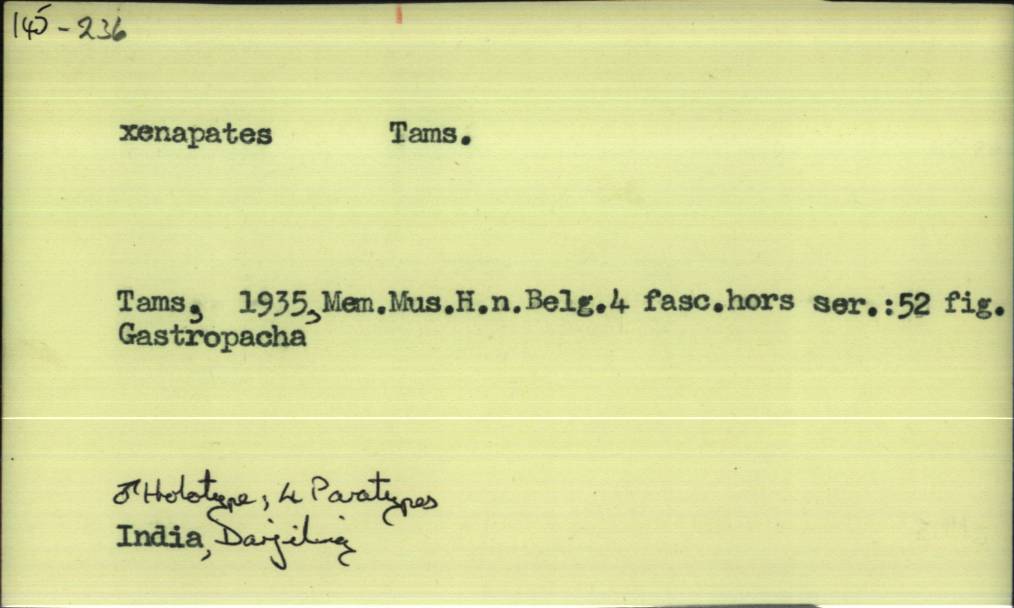 145-236
xenapates Tams.
Tams, 1935, Mem.Mus.H.n.Belg.4 fasc.hors ser.:52 fig.
Gastropacha
♂ Holotype, 4 Paratypes
India, Darjiling